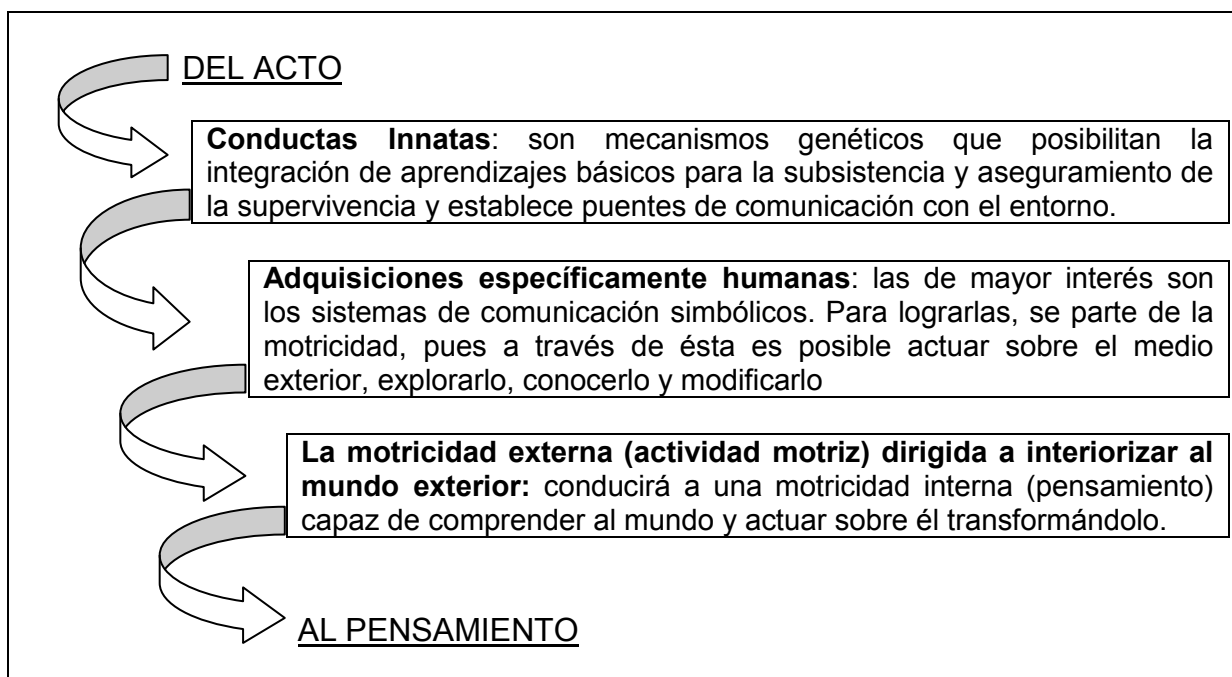 DEL ACTO
Conductas Innatas: son mecanismos genéticos que posibilitan la
integración de aprendizajes básicos para la subsistencia y aseguramiento de
la supervivencia y establece puentes de comunicación con el entorno.
Adquisiciones específicamente humanas: las de mayor interés son
los sistemas de comunicación simbólicos. Para lograrlas, se parte de la
motricidad, pues a través de ésta es posible actuar sobre el medio
exterior, explorarlo, conocerlo y modificarlo
La motricidad externa (actividad motriz) dirigida a interiorizar al
mundo exterior: conducirá a una motricidad interna (pensamiento)
capaz de comprender al mundo y actuar sobre él transformándolo.
AL PENSAMIENTO